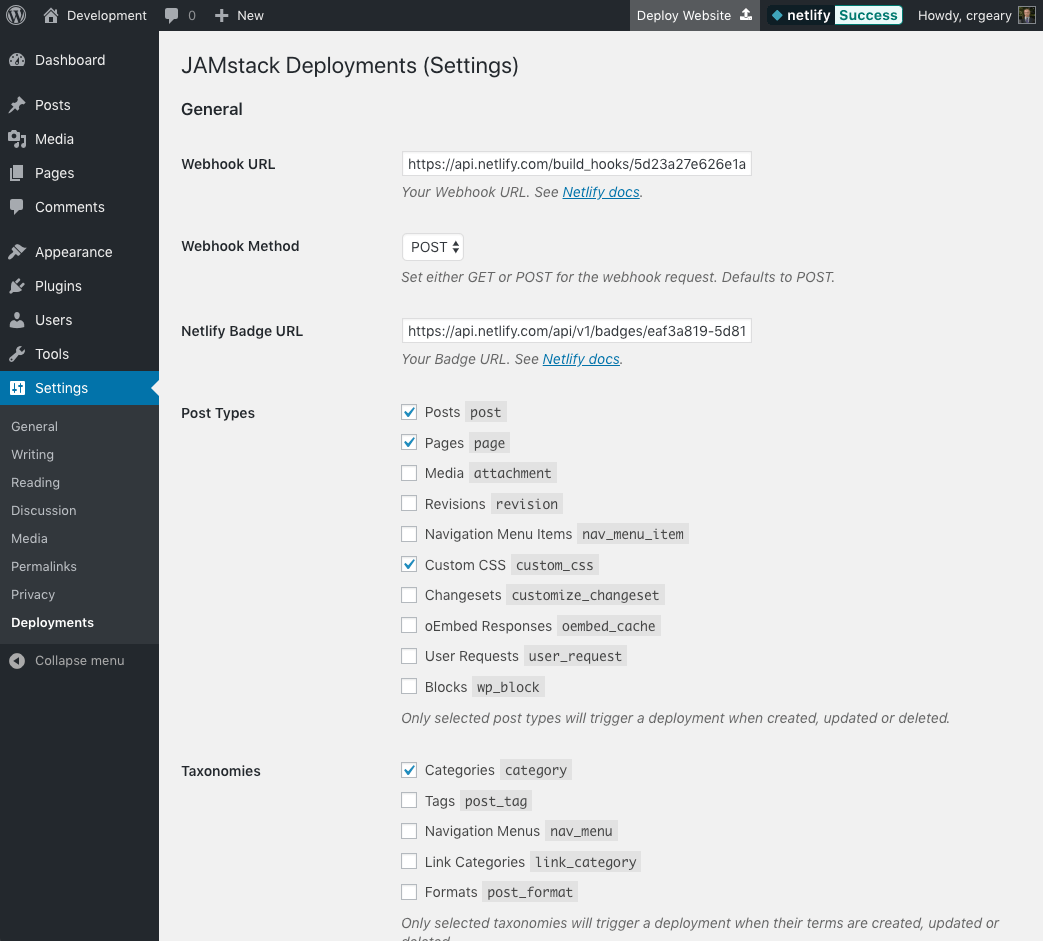 Development
0
New
Deploy Website
netlify Success
Howdy, crgeary
Dashboard
Posts
Media
Pages
Comments
Appearance
Plugins
Users
Tools
Settings
General
Writing
Reading
Discussion
Media
Permalinks
Privacy
Deployments
Collapse menu
JAMstack Deployments (Settings)
General
Webhook URL
https://api.netlify.com/build_hooks/5d23a27e626e1a
Your Webhook URL. See Netlify docs.
Webhook Method
POST
Set either GET or POST for the webhook request. Defaults to POST.
Netlify Badge URL
https://api.netlify.com/api/v1/badges/eaf3a819-5d81
Your Badge URL. See Netlify docs.
Post Types
Posts post
Pages page
Media attachment
Revisions revision
Navigation Menu Items nav_menu_item
Custom CSS custom_css
Changesets customize_changeset
oEmbed Responses oembed_cache
User Requests user_request
Blocks wp_block
Only selected post types will trigger a deployment when created, updated or deleted.
Taxonomies
Categories category
Tags post_tag
Navigation Menus nav_menu
Link Categories link_category
Formats post_format
Only selected taxonomies will trigger a deployment when their terms are created, updated or
deleted.